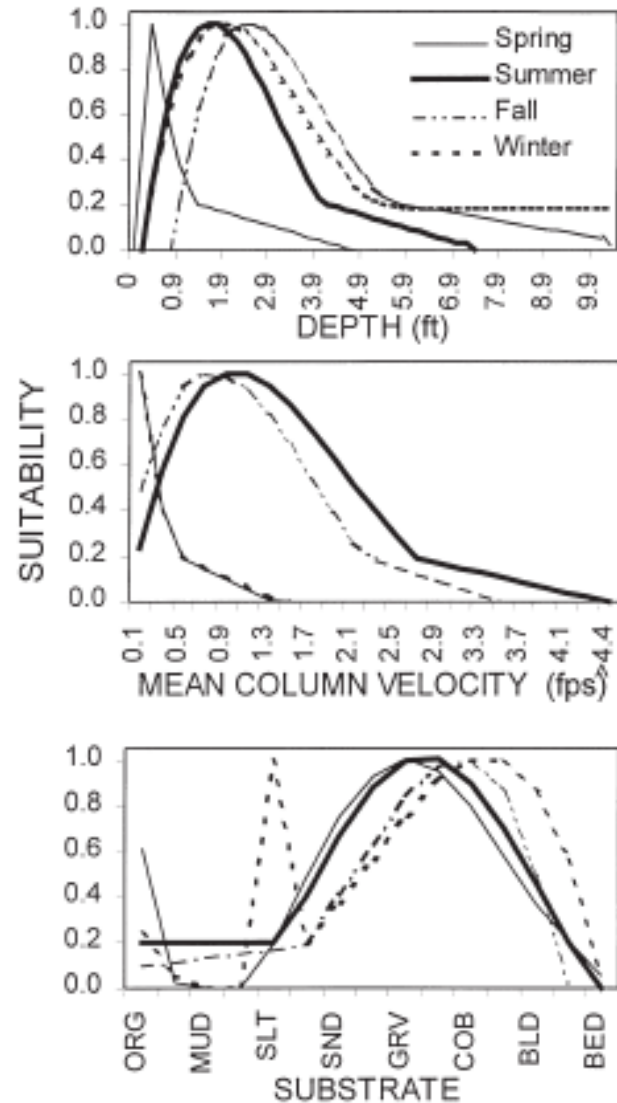 1.0
0.8
0.6
0.4
0.2
0.0
Spring
Summer
Fall
Winter
0 0.9 1.9 2.9 3.9 4.9 5.9 6.9 7.9 8.9 9.9
DEPTH (ft)
SUITABILITY
1.0
0.8
0.6
0.4
0.2
0.0
0.1 0.5 0.9 1.3 1.7 2.1 2.5 2.9 3.3 3.7 4.1 >4.4
MEAN COLUMN VELOCITY (fps)
1.0
0.8
0.6
0.4
0.2
0.0
ORG MUD SLT SND GRV COB BLD BED
SUBSTRATE